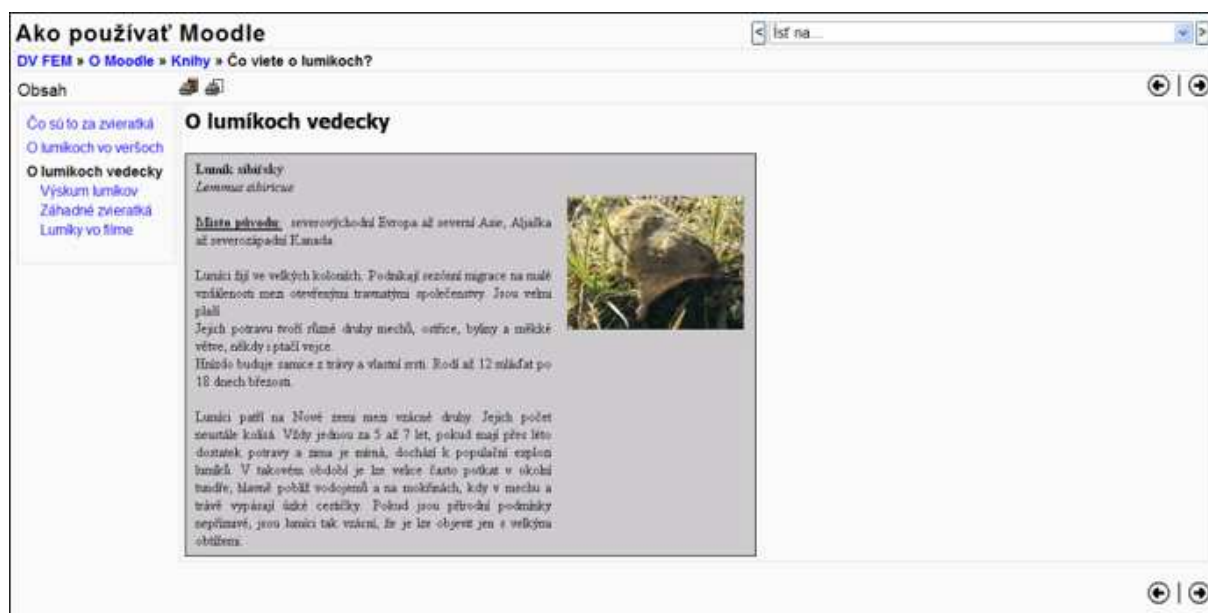 Ako používať Moodle
< Ísť na... >
DV FEM » O Moodle » Knihy » Čo viete o lumíkoch?
Obsah
Čo sú to za zvieratká
O lumíkoch vo veršoch
O lumíkoch vedecky
Výskum lumíkov
Záhadné zvieratká
Lumíky vo filme
O lumíkoch vedecky
Lumík sibiřský
Lemmus sibiricus
Místo původu: severovýchodní Evropa až severní Asie, Aljaška
až severozápadní Kanada
Lumíci žijí ve velkých koloniích. Podnikají sezónní migrace na malé
vzdálenosti mezi otevřenými travnatými společenstvy. Jsou velmi
plaší
Jejich potravu tvoří různé druhy mechů, ostřice, byliny a měkké
větve, někdy i ptačí vejce.
Hnízdo buduje samice z trávy a vlastní srsti. Rodí až 12 mláďat po
18 dnech březosti.
Lumíci patří na Nové zemi mezi vzácné druhy. Jejich počet
neustále kolísá. Vždy jednou za 5 až 7 let, pokud mají přes léto
dostatek potravy a zima je mírná, dochází k populační explozi
lumíků. V takovém období je lze velice často potkat v okolní
tundře, hlavně poblíž vodojemů a na mokřinách, kdy v mechu a
trávě vypásají úzké cestičky. Pokud jsou přírodní podmínky
nepříznivé, jsou lumíci tak vzácní, že je lze objevit jen s velkými
obtížemi.